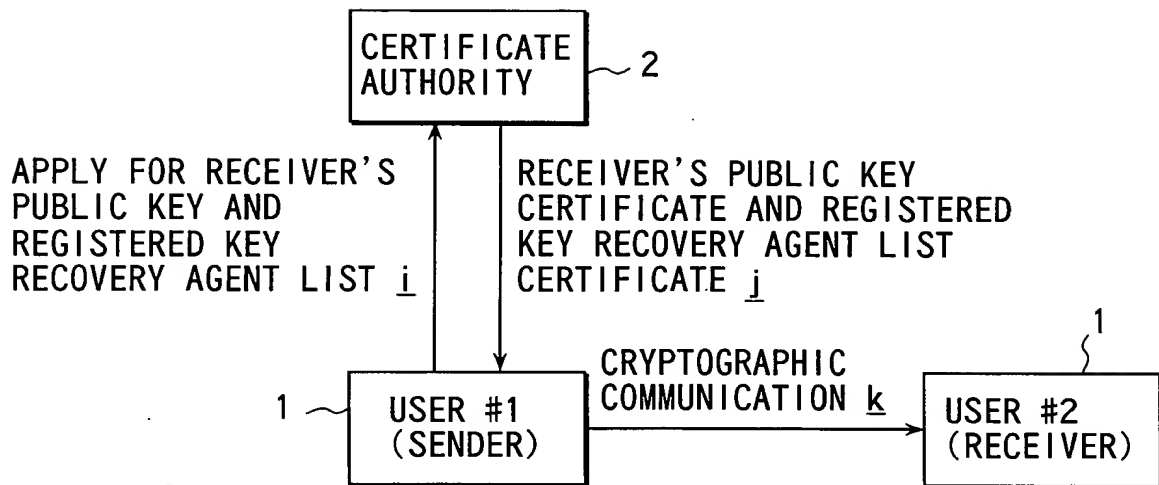 CERTIFICATE
AUTHORITY
2
APPLY FOR RECEIVER'S
PUBLIC KEY AND
REGISTERED KEY
RECOVERY AGENT LIST i
RECEIVER'S PUBLIC KEY
CERTIFICATE AND REGISTERED
KEY RECOVERY AGENT LIST
CERTIFICATE j
1
USER #1
(SENDER)
CRYPTOGRAPHIC
COMMUNICATION k
1
USER #2
(RECEIVER)